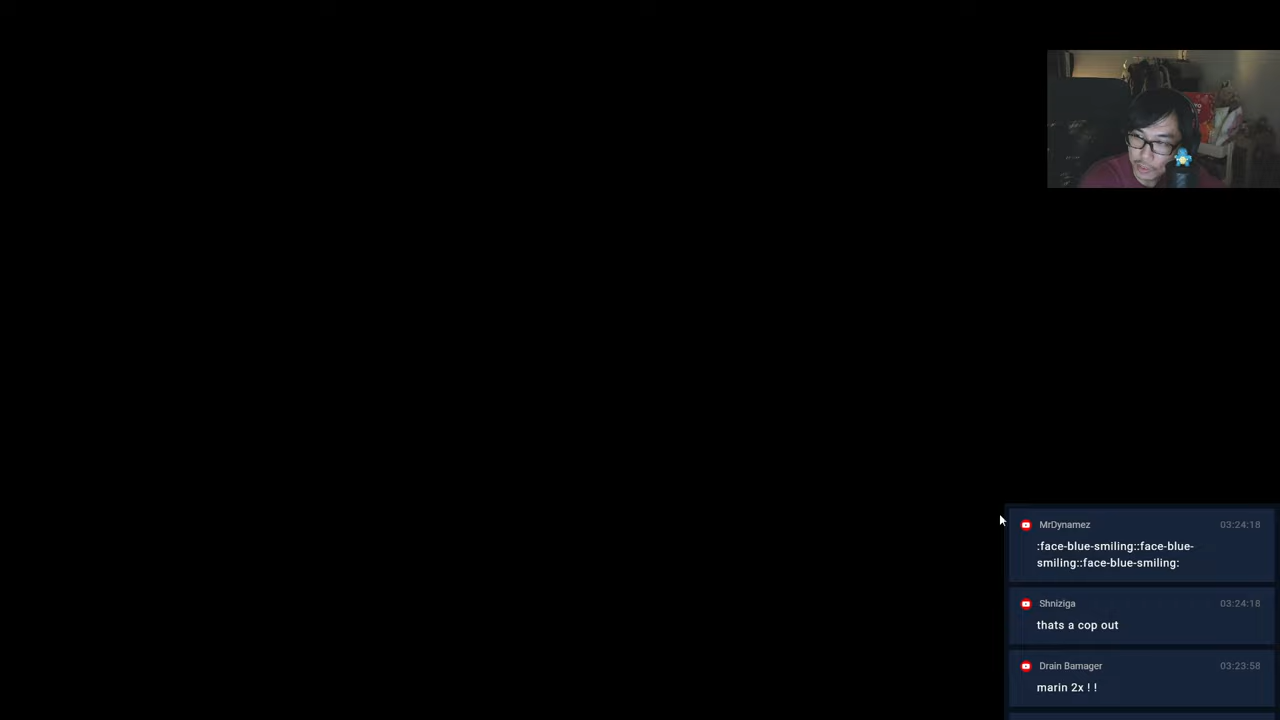 MrDynamez 03:24:18
:face-blue-smiling::face-blue-
smiling::face-blue-smiling:
Shniziga 03:24:18
thats a cop out
Drain Bamager 03:23:58
marin 2x ! !